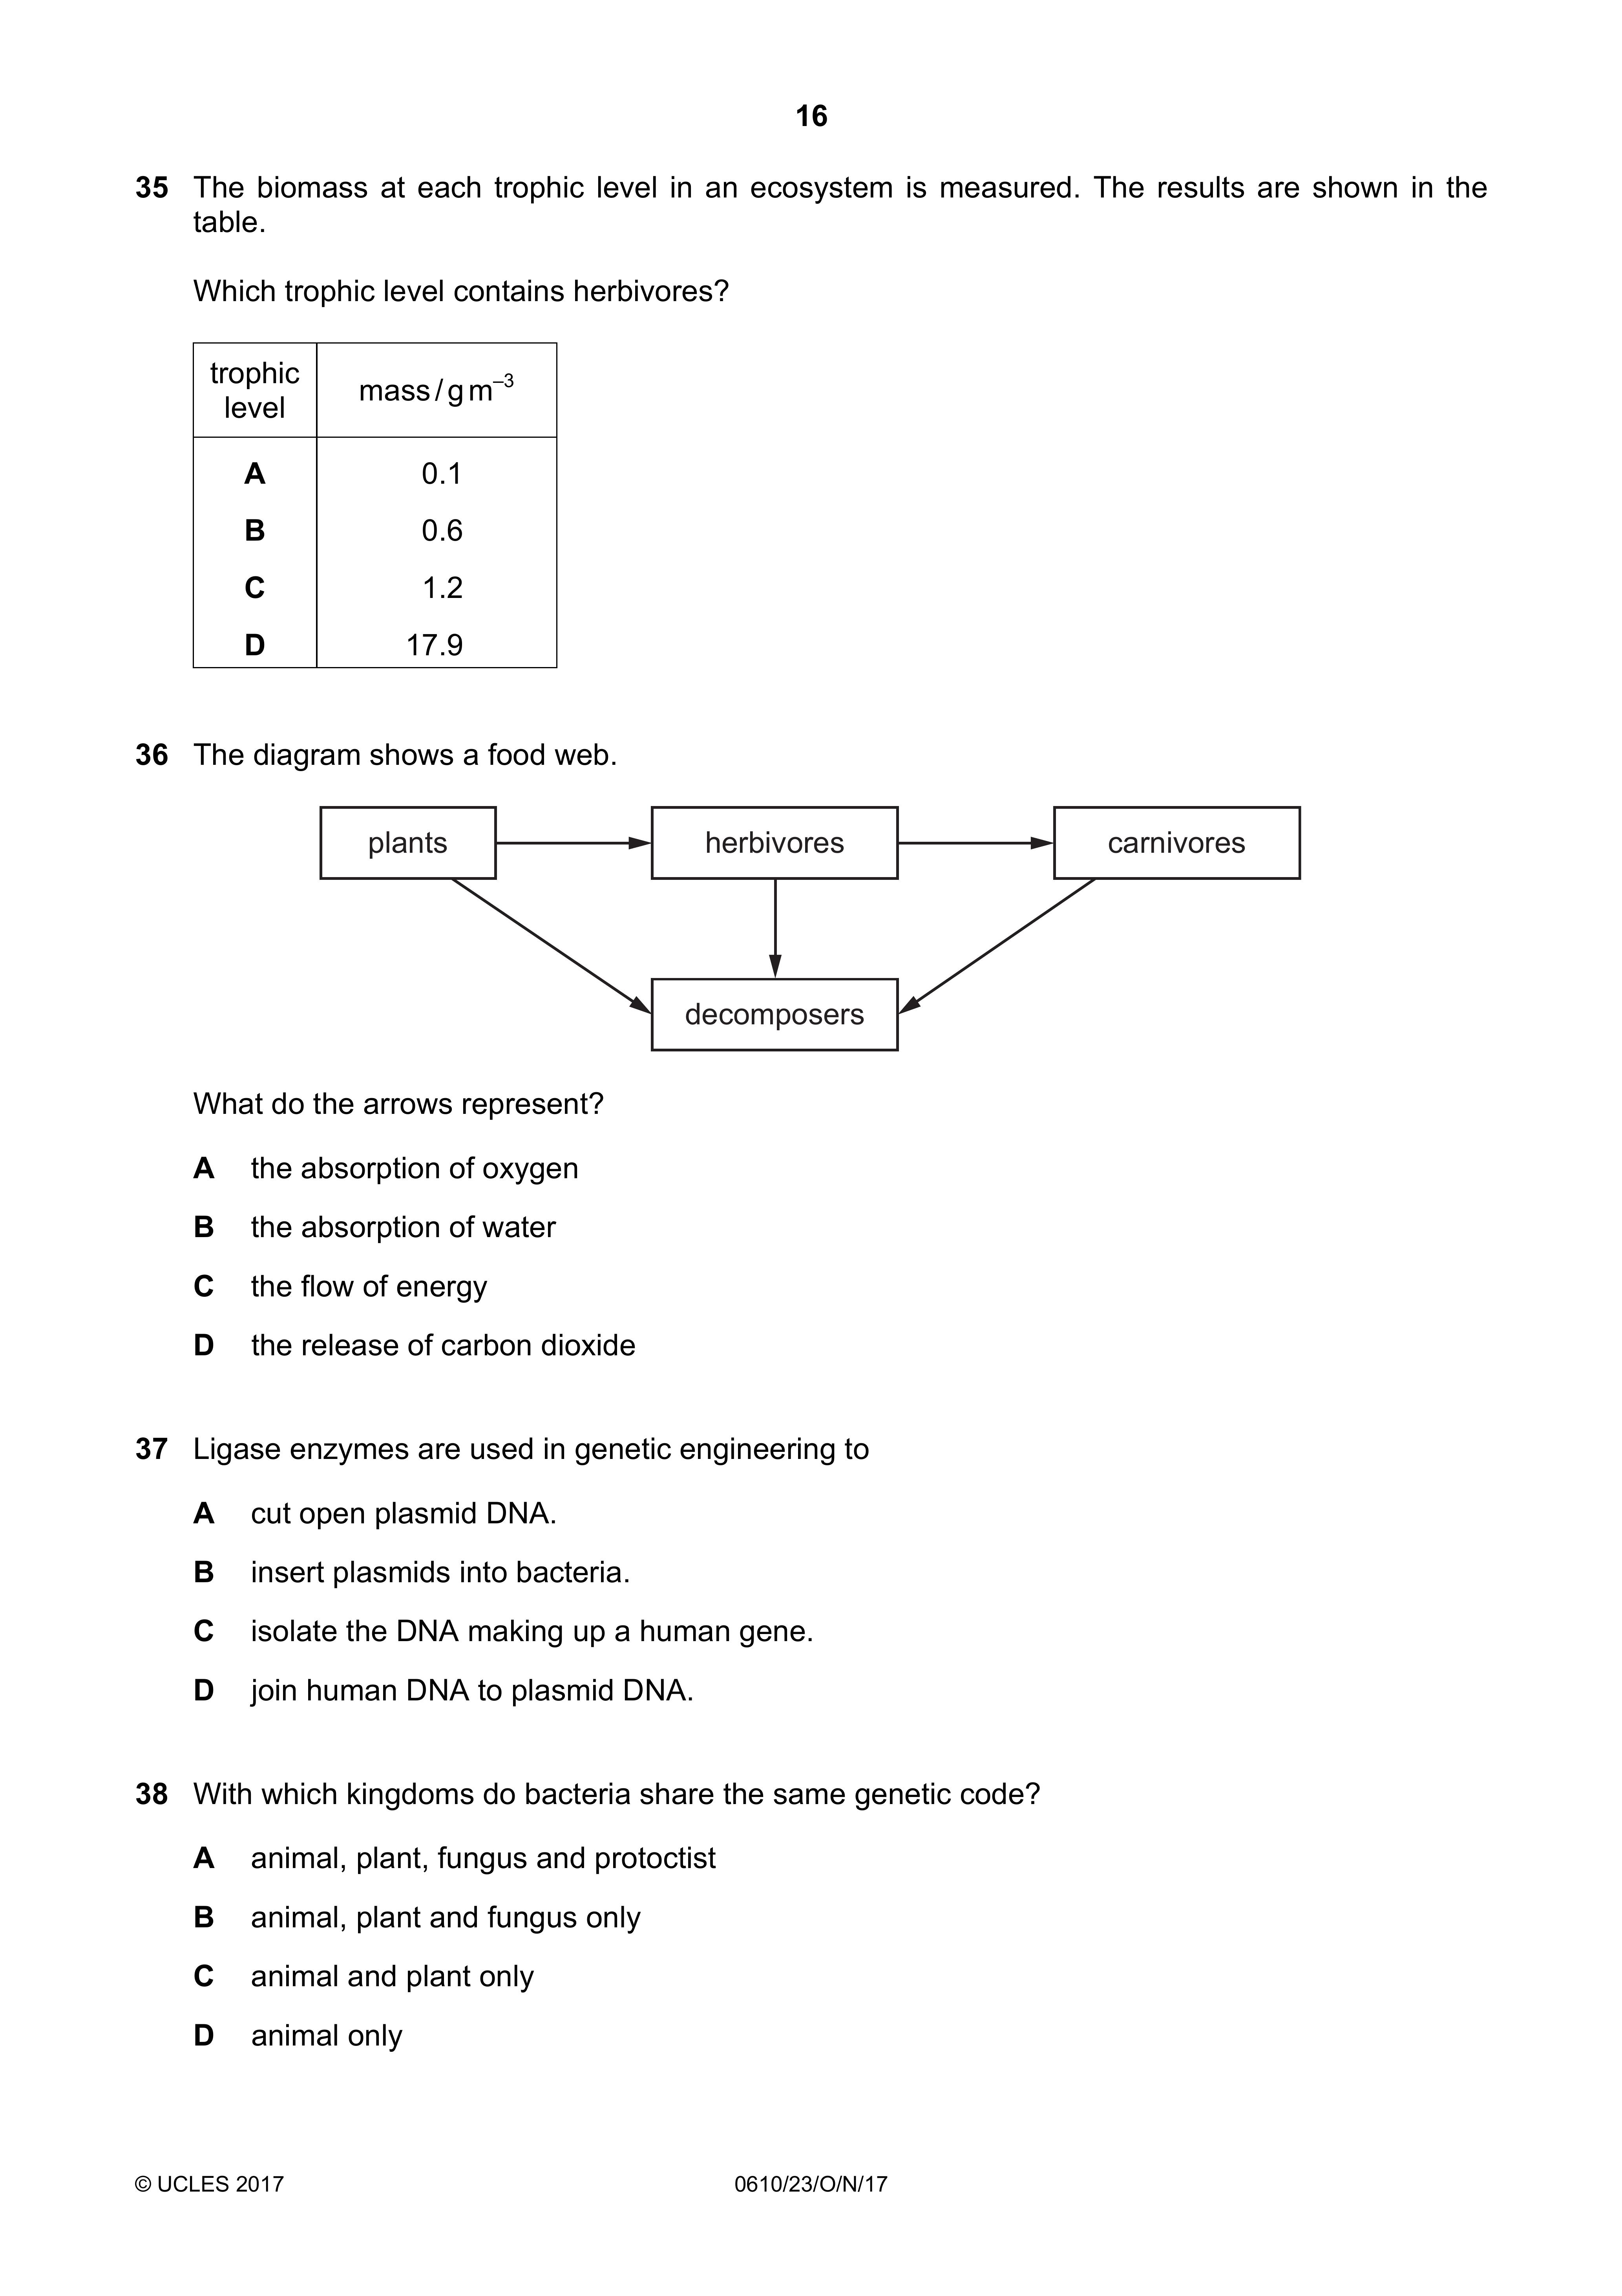 16
35 The biomass at each trophic level in an ecosystem is measured. The results are shown in the
table.
Which trophic level contains herbivores?
trophic
level
mass / g m⁻³
A 0.1
B 0.6
C 1.2
D 17.9
36 The diagram shows a food web.
plants herbivores carnivores
decomposers
What do the arrows represent?
A the absorption of oxygen
B the absorption of water
C the flow of energy
D the release of carbon dioxide
37 Ligase enzymes are used in genetic engineering to
A cut open plasmid DNA.
B insert plasmids into bacteria.
C isolate the DNA making up a human gene.
D join human DNA to plasmid DNA.
38 With which kingdoms do bacteria share the same genetic code?
A animal, plant, fungus and protoctist
B animal, plant and fungus only
C animal and plant only
D animal only
© UCLES 2017 0610/23/O/N/17